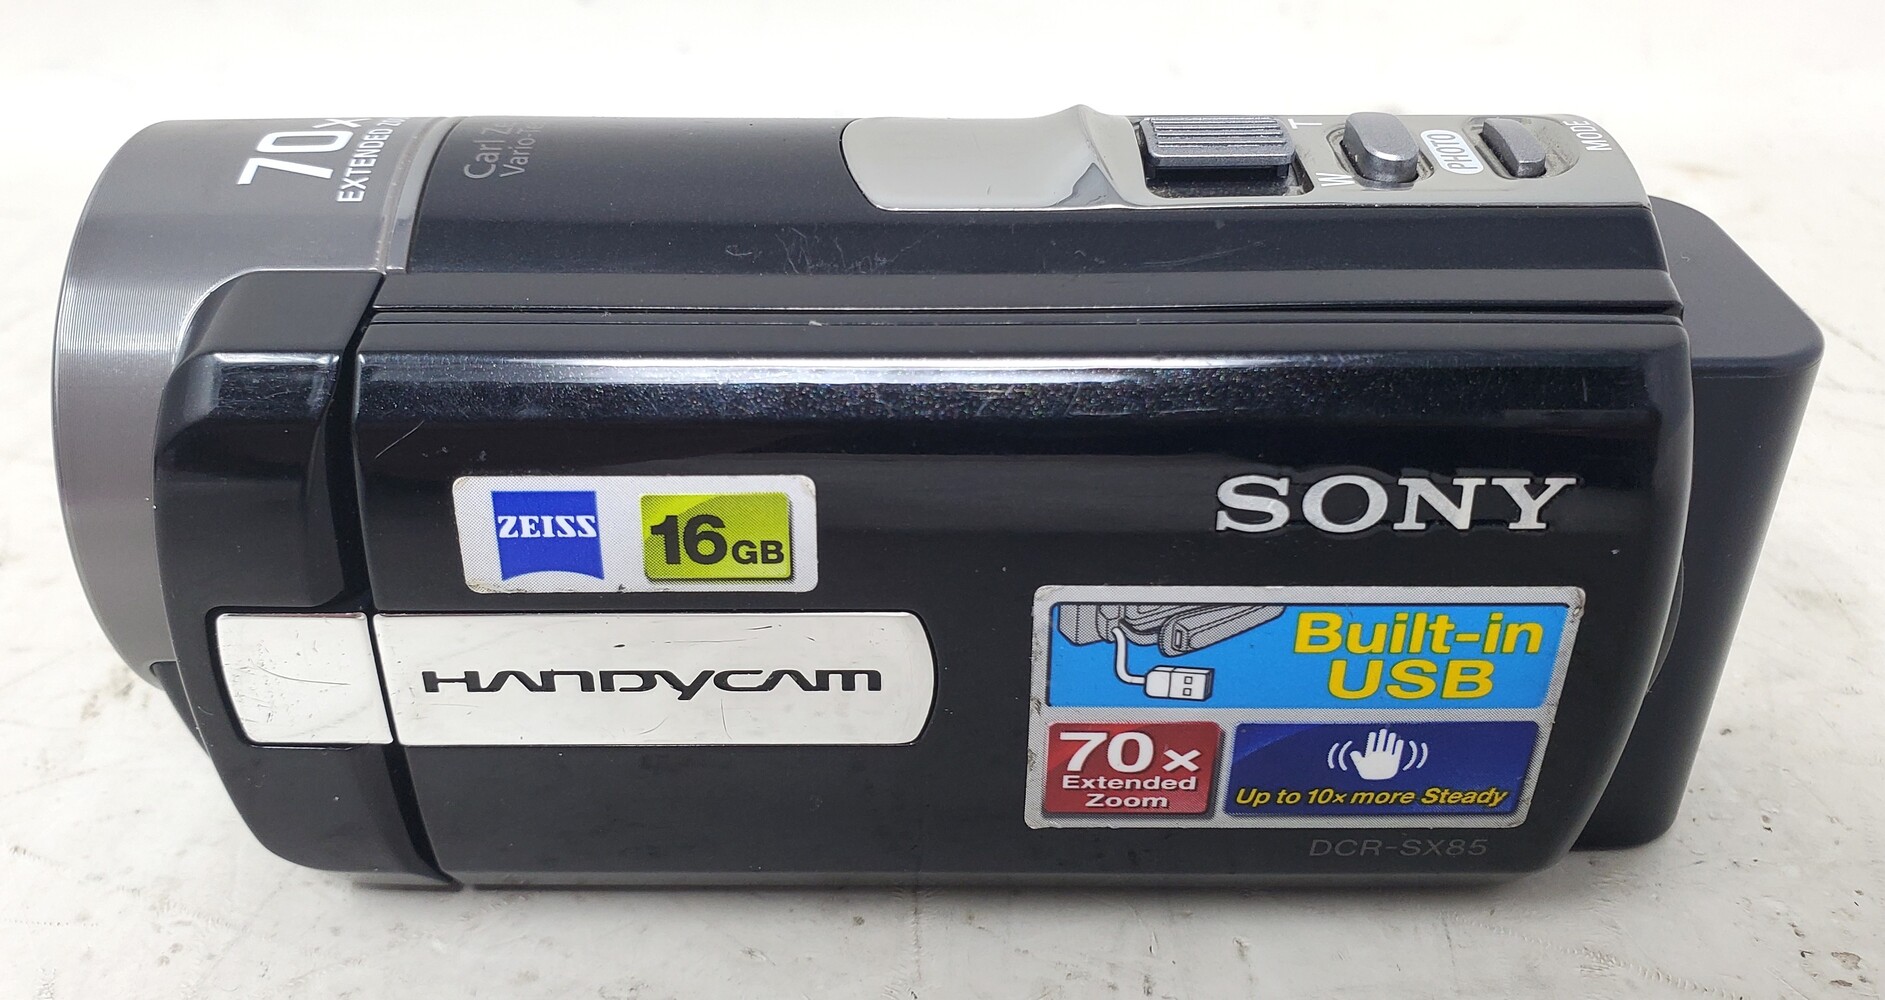 70x
EXTENDED
Carl
T
W
PHOTO
MODE
ZEISS
16GB
SONY
HANDYCAM
Built-in
USB
70x
Extended
Zoom
Up to 10x more Steady
DCR-SX85